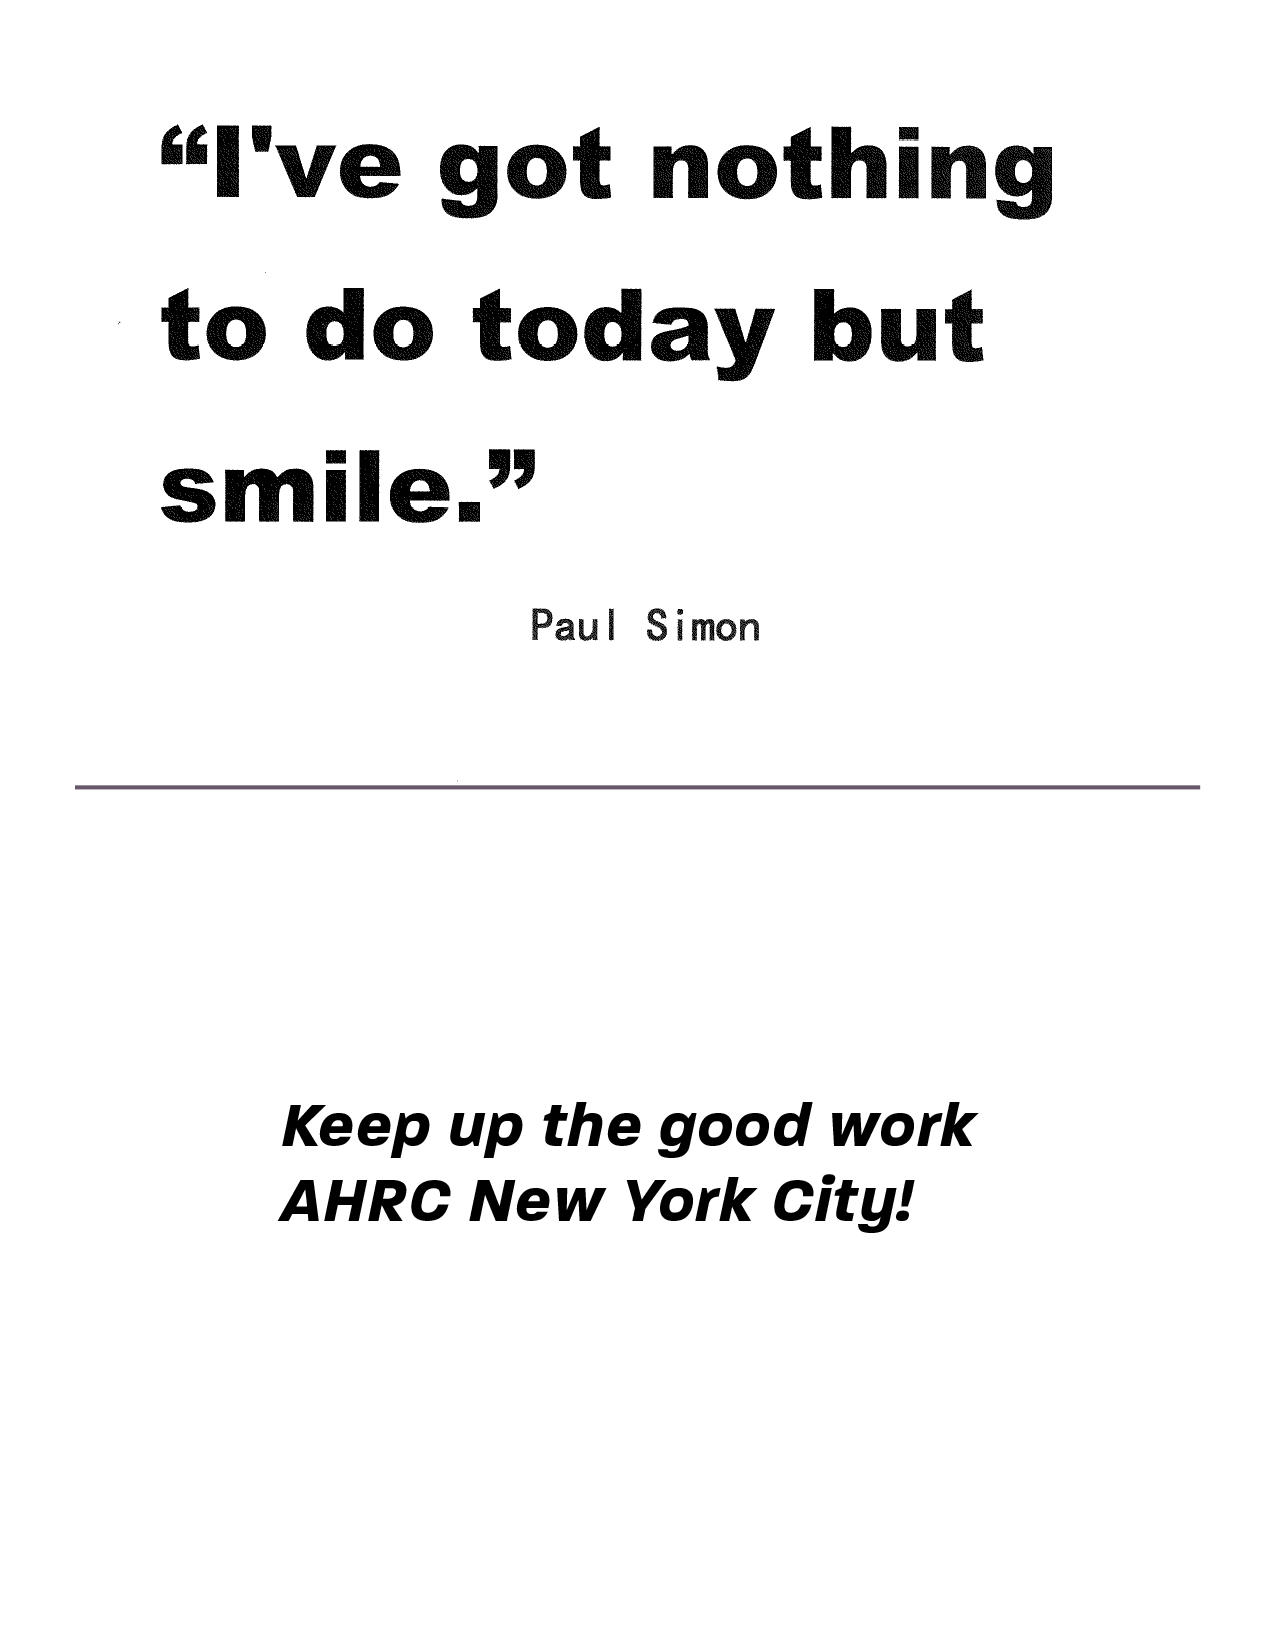 “I've got nothing
to do today but
smile.”
Paul Simon
Keep up the good work
AHRC New York City!